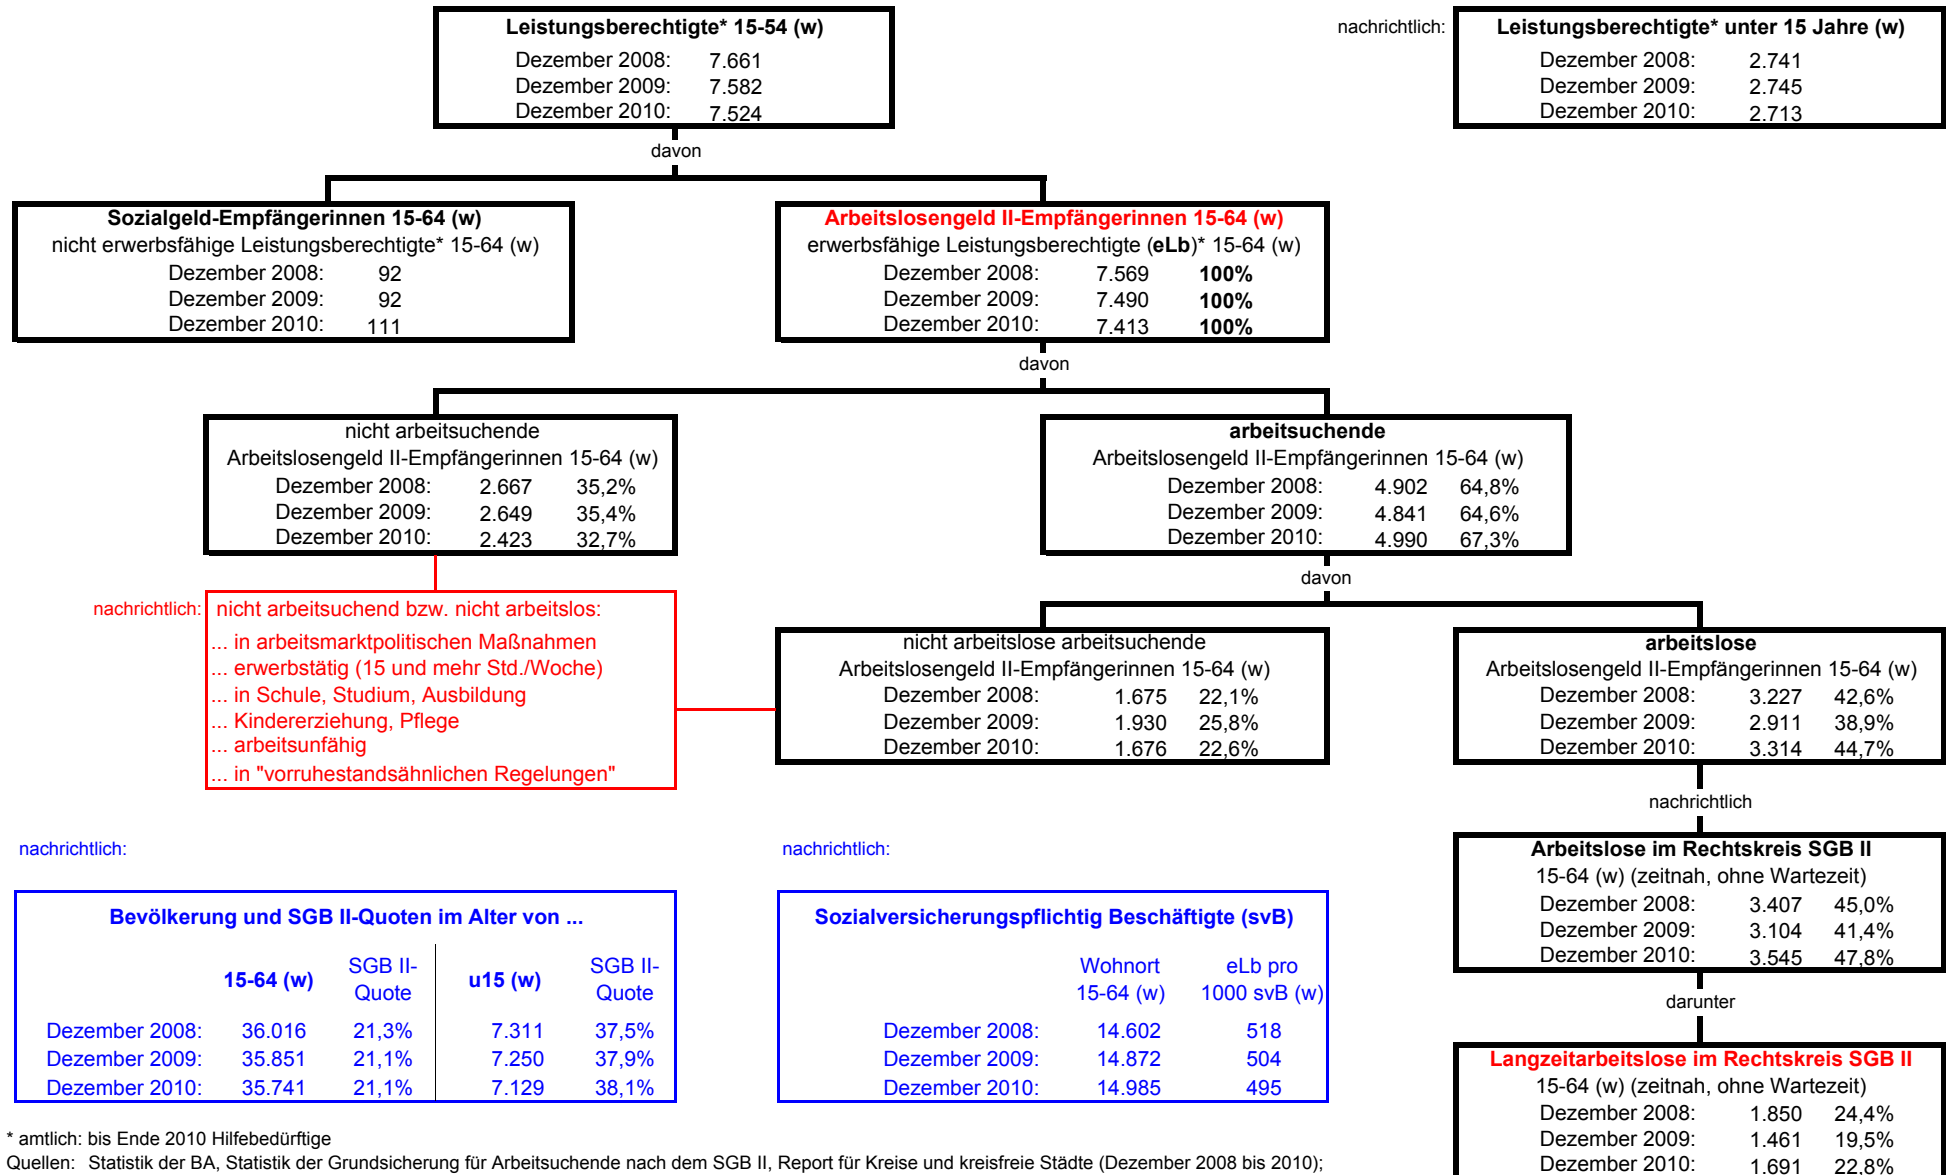 Leistungsberechtigte* 15-54 (w)
Dezember 2008: 7.661
Dezember 2009: 7.582
Dezember 2010: 7.524
nachrichtlich:
Leistungsberechtigte* unter 15 Jahre (w)
Dezember 2008: 2.741
Dezember 2009: 2.745
Dezember 2010: 2.713
davon
Sozialgeld-Empfängerinnen 15-64 (w)
nicht erwerbsfähige Leistungsberechtigte* 15-64 (w)
Dezember 2008: 92
Dezember 2009: 92
Dezember 2010: 111
Arbeitslosengeld II-Empfängerinnen 15-64 (w)
erwerbsfähige Leistungsberechtigte (eLb)* 15-64 (w)
Dezember 2008: 7.569 100%
Dezember 2009: 7.490 100%
Dezember 2010: 7.413 100%
davon
nicht arbeitsuchende
Arbeitslosengeld II-Empfängerinnen 15-64 (w)
Dezember 2008: 2.667 35,2%
Dezember 2009: 2.649 35,4%
Dezember 2010: 2.423 32,7%
arbeitsuchende
Arbeitslosengeld II-Empfängerinnen 15-64 (w)
Dezember 2008: 4.902 64,8%
Dezember 2009: 4.841 64,6%
Dezember 2010: 4.990 67,3%
davon
nachrichtlich:
nicht arbeitsuchend bzw. nicht arbeitslos:
... in arbeitsmarktpolitischen Maßnahmen
... erwerbstätig (15 und mehr Std./Woche)
... in Schule, Studium, Ausbildung
... Kindererziehung, Pflege
... arbeitsunfähig
... in "vorruhestandsähnlichen Regelungen"
nicht arbeitslose arbeitsuchende
Arbeitslosengeld II-Empfängerinnen 15-64 (w)
Dezember 2008: 1.675 22,1%
Dezember 2009: 1.930 25,8%
Dezember 2010: 1.676 22,6%
arbeitslose
Arbeitslosengeld II-Empfängerinnen 15-64 (w)
Dezember 2008: 3.227 42,6%
Dezember 2009: 2.911 38,9%
Dezember 2010: 3.314 44,7%
nachrichtlich
Arbeitslose im Rechtskreis SGB II
15-64 (w) (zeitnah, ohne Wartezeit)
Dezember 2008: 3.407 45,0%
Dezember 2009: 3.104 41,4%
Dezember 2010: 3.545 47,8%
darunter
Langzeitarbeitslose im Rechtskreis SGB II
15-64 (w) (zeitnah, ohne Wartezeit)
Dezember 2008: 1.850 24,4%
Dezember 2009: 1.461 19,5%
Dezember 2010: 1.691 22,8%
nachrichtlich:
Bevölkerung und SGB II-Quoten im Alter von ...
15-64 (w) SGB II-Quote u15 (w) SGB II-Quote
Dezember 2008: 36.016 21,3% 7.311 37,5%
Dezember 2009: 35.851 21,1% 7.250 37,9%
Dezember 2010: 35.741 21,1% 7.129 38,1%
nachrichtlich:
Sozialversicherungspflichtig Beschäftigte (svB)
Wohnort eLb pro
15-64 (w) 1000 svB (w)
Dezember 2008: 14.602 518
Dezember 2009: 14.872 504
Dezember 2010: 14.985 495
* amtlich: bis Ende 2010 Hilfebedürftige
Quellen: Statistik der BA, Statistik der Grundsicherung für Arbeitsuchende nach dem SGB II, Report für Kreise und kreisfreie Städte (Dezember 2008 bis 2010);